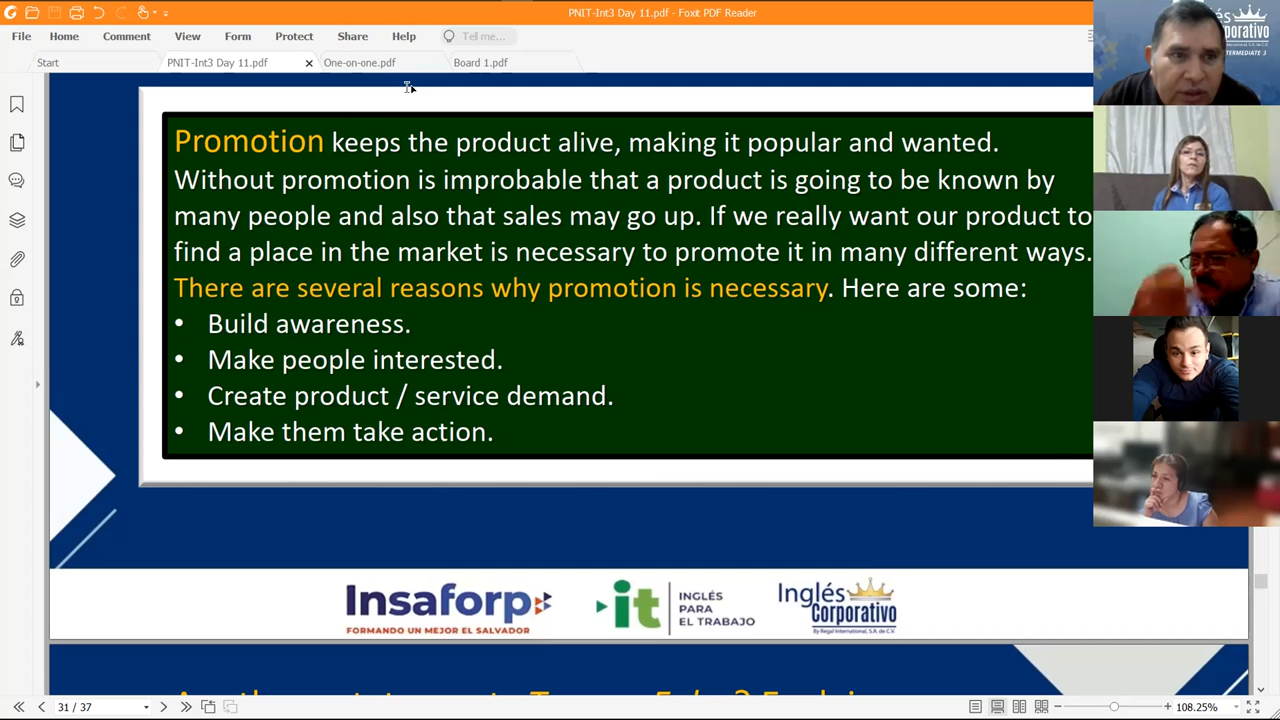 PNIT-Int3 Day 11.pdf - Foxit PDF Reader
File Home Comment View Form Protect Share Help Tell me...
Start PNIT-Int3 Day 11.pdf One-on-one.pdf Board 1.pdf
Promotion keeps the product alive, making it popular and wanted.
Without promotion is improbable that a product is going to be known by
many people and also that sales may go up. If we really want our product to
find a place in the market is necessary to promote it in many different ways.
There are several reasons why promotion is necessary. Here are some:
• Build awareness.
• Make people interested.
• Create product / service demand.
• Make them take action.
Insaforp
FORMANDO UN MEJOR EL SALVADOR
it
INGLÉS
PARA
EL TRABAJO
Inglés
Corporativo
By Regal International, S.A. de C.V.
31 / 37
108.25%